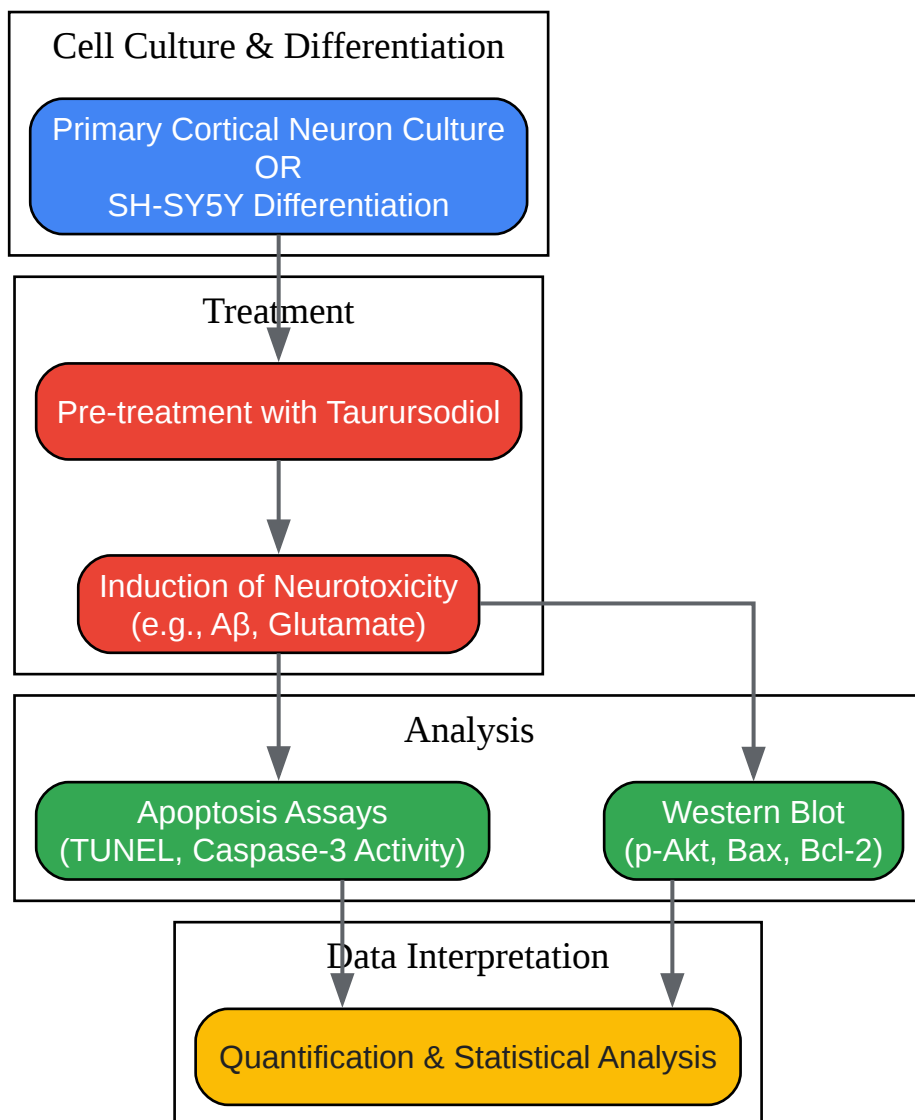 Cell Culture & Differentiation
Primary Cortical Neuron Culture
OR
SH-SY5Y Differentiation
Treatment
Pre-treatment with Taurursodiol
Induction of Neurotoxicity
(e.g., Aβ, Glutamate)
Analysis
Apoptosis Assays
(TUNEL, Caspase-3 Activity)
Western Blot
(p-Akt, Bax, Bcl-2)
Data Interpretation
Quantification & Statistical Analysis